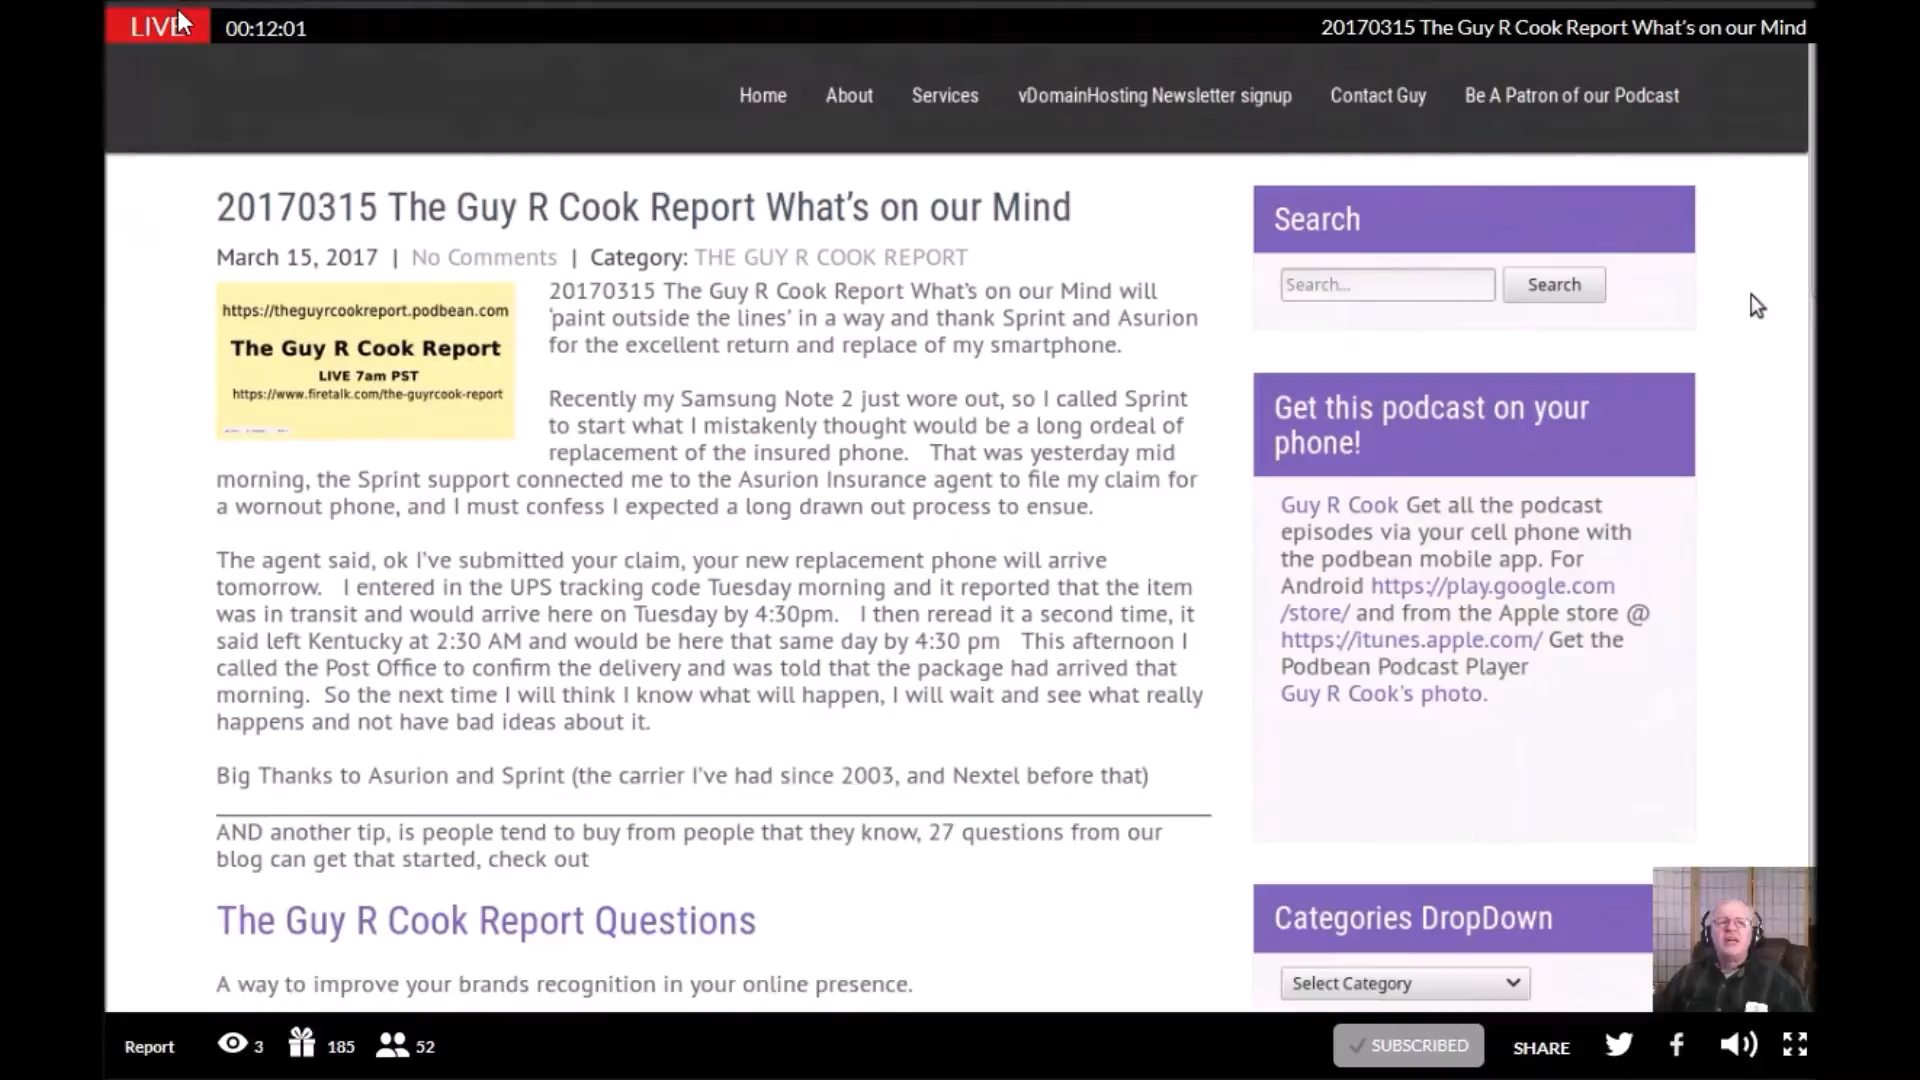 LIVE 00:12:01 20170315 The Guy R Cook Report What's on our Mind
Home About Services vDomainHosting Newsletter signup Contact Guy Be A Patron of our Podcast
20170315 The Guy R Cook Report What's on our Mind
March 15, 2017 | No Comments | Category: THE GUY R COOK REPORT
https://theguyrcookreport.podbean.com
The Guy R Cook Report
LIVE 7am PST
https://www.firetalk.com/the-guyrcook-report
20170315 The Guy R Cook Report What's on our Mind will
'paint outside the lines' in a way and thank Sprint and Asurion
for the excellent return and replace of my smartphone.
Recently my Samsung Note 2 just wore out, so I called Sprint
to start what I mistakenly thought would be a long ordeal of
replacement of the insured phone. That was yesterday mid
morning, the Sprint support connected me to the Asurion Insurance agent to file my claim for
a wornout phone, and I must confess I expected a long drawn out process to ensue.
The agent said, ok I've submitted your claim, your new replacement phone will arrive
tomorrow. I entered in the UPS tracking code Tuesday morning and it reported that the item
was in transit and would arrive here on Tuesday by 4:30pm. I then reread it a second time, it
said left Kentucky at 2:30 AM and would be here that same day by 4:30 pm This afternoon I
called the Post Office to confirm the delivery and was told that the package had arrived that
morning. So the next time I will think I know what will happen, I will wait and see what really
happens and not have bad ideas about it.
Big Thanks to Asurion and Sprint (the carrier I've had since 2003, and Nextel before that)
AND another tip, is people tend to buy from people that they know, 27 questions from our
blog can get that started, check out
The Guy R Cook Report Questions
A way to improve your brands recognition in your online presence.
Search
Search... Search
Get this podcast on your
phone!
Guy R Cook Get all the podcast
episodes via your cell phone with
the podbean mobile app. For
Android https://play.google.com
/store/ and from the Apple store @
https://itunes.apple.com/ Get the
Podbean Podcast Player
Guy R Cook's photo.
Categories DropDown
Select Category
Report 3 185 52 SUBSCRIBED SHARE